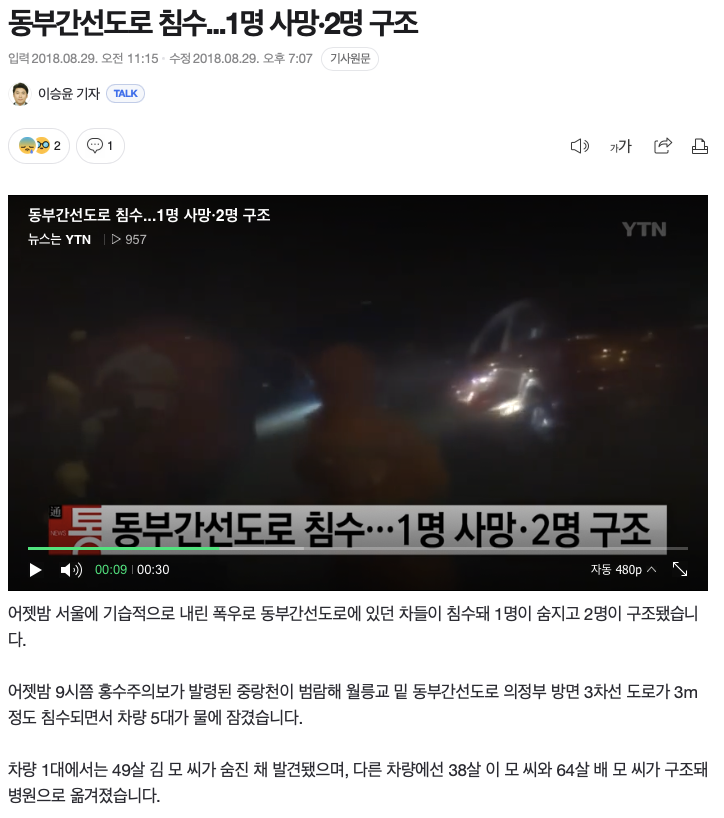 동부간선도로 침수...1명 사망·2명 구조
입력 2018.08.29. 오전 11:15 · 수정 2018.08.29. 오후 7:07 기사원문
이승윤 기자 TALK
2 1
가가
동부간선도로 침수...1명 사망·2명 구조
YTN
뉴스는 YTN 957
通
NEWS 통 동부간선도로 침수…1명 사망·2명 구조
00:09 00:30 자동 480p
어젯밤 서울에 기습적으로 내린 폭우로 동부간선도로에 있던 차들이 침수돼 1명이 숨지고 2명이 구조됐습니
다.
어젯밤 9시쯤 홍수주의보가 발령된 중랑천이 범람해 월릉교 밑 동부간선도로 의정부 방면 3차선 도로가 3m
정도 침수되면서 차량 5대가 물에 잠겼습니다.
차량 1대에서는 49살 김 모 씨가 숨진 채 발견됐으며, 다른 차량에선 38살 이 모 씨와 64살 배 모 씨가 구조돼
병원으로 옮겨졌습니다.